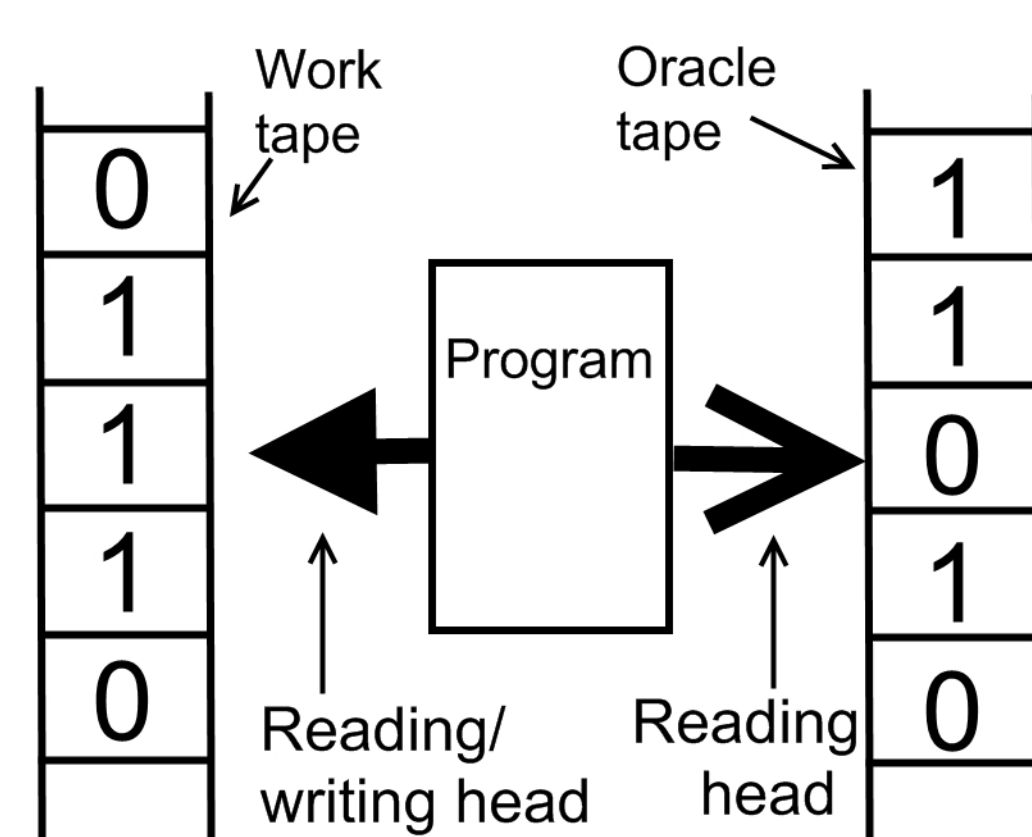 Work
tape
Oracle
tape
0
1
1
1
0
Program
1
1
0
1
0
Reading/
writing head
Reading
head